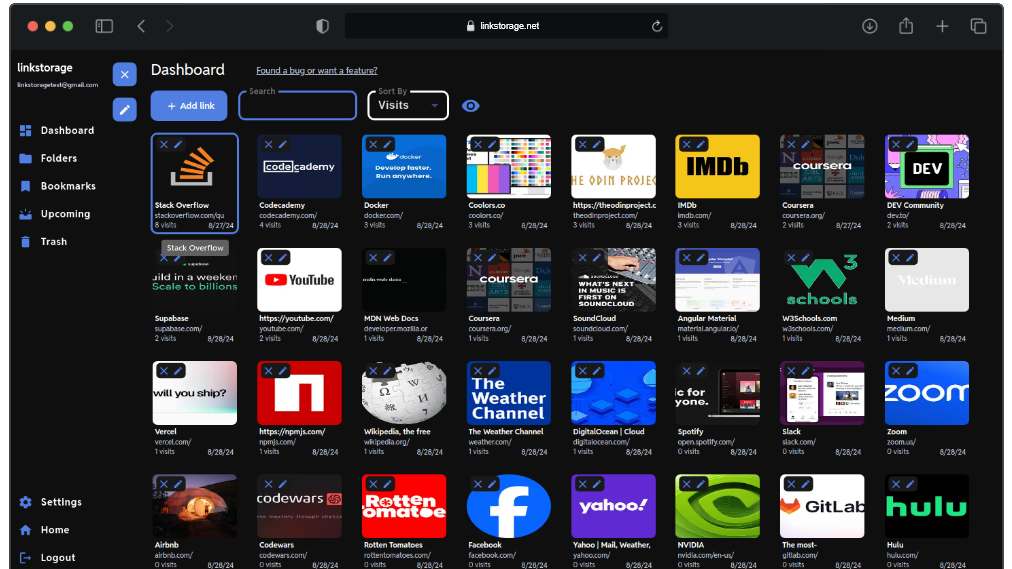 linkstorage.net
linkstorage
linkstoragetest@gmail.com
Dashboard
Found a bug or want a feature?
+ Add link
Search
Sort By
Visits
Dashboard
Folders
Bookmarks
Upcoming
Trash
Settings
Home
Logout
codecademy
docker
Develop faster.
Run anywhere.
HE ODIN PROJEC
IMDb
coursera
DEV
Stack Overflow
stackoverflow.com/qu
8 visits 8/27/24
Codecademy
codecademy.com/
4 visits 8/28/24
Docker
docker.com/
3 visits 8/28/24
Coolors.co
coolors.co/
3 visits 8/28/24
https://theodinproject.c
theodinproject.com/
3 visits 8/28/24
IMDb
imdb.com/
3 visits 8/28/24
Coursera
coursera.org/
2 visits 8/27/24
DEV Community
dev.to/
2 visits 8/28/24
Stack Overflow
supabase
uild in a weeken
Scale to billions
YouTube
coursera
SOUNDCLOUD
WHAT'S NEXT
IN MUSIC IS
FIRST ON
SOUNDCLOUD
W3
schools
Medium
Supabase
supabase.com/
2 visits 8/28/24
https://youtube.com/
youtube.com/
2 visits 8/28/24
MDN Web Docs
developer.mozilla.or
1 visits 8/28/24
Coursera
coursera.org/
1 visits 8/28/24
SoundCloud
soundcloud.com/
1 visits 8/28/24
Angular Material
material.angular.io/
1 visits 8/28/24
W3Schools.com
w3schools.com/
1 visits 8/28/24
Medium
medium.com/
1 visits 8/28/24
will you ship?
n
The
Weather
Channel
ic for
yone.
zoom
Vercel
vercel.com/
1 visits 8/28/24
https://npmjs.com/
npmjs.com/
1 visits 8/28/24
Wikipedia, the free
wikipedia.org/
1 visits 8/28/24
The Weather Channel
weather.com/
1 visits 8/28/24
DigitalOcean | Cloud
digitalocean.com/
1 visits 8/28/24
Spotify
open.spotify.com/
0 visits 8/28/24
Slack
slack.com/
0 visits 8/28/24
Zoom
zoom.us/
0 visits 8/28/24
codewars
Rotten
omatoe
f
yahoo!
GitLab
hulu
Airbnb
airbnb.com/
0 visits 8/28/24
Codewars
codewars.com/
0 visits 8/28/24
Rotten Tomatoes
rottentomatoes.com/
0 visits 8/28/24
Facebook
facebook.com/
0 visits 8/28/24
Yahoo | Mail, Weather,
yahoo.com/
0 visits 8/28/24
NVIDIA
nvidia.com/en-us/
0 visits 8/28/24
The most-
gitlab.com/
0 visits 8/28/24
Hulu
hulu.com/
0 visits 8/28/24